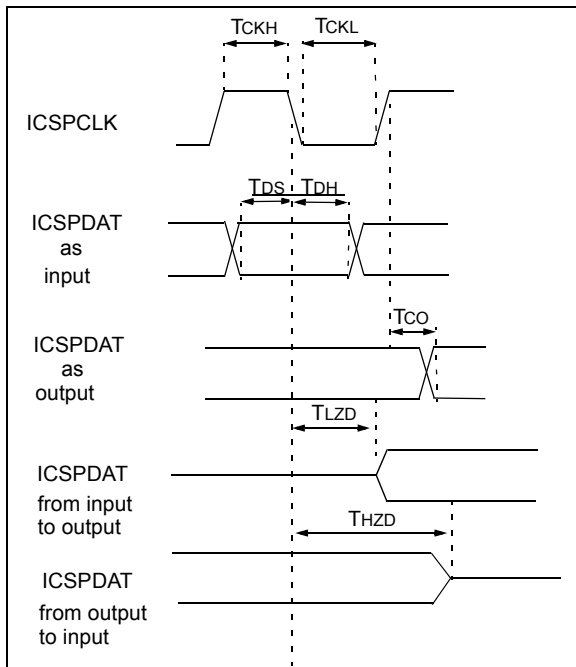 TCKH TCKL
ICSPCLK
TDS TDH
ICSPDAT
as
input
TCO
ICSPDAT
as
output
TLZD
ICSPDAT
from input
to output
THZD
ICSPDAT
from output
to input